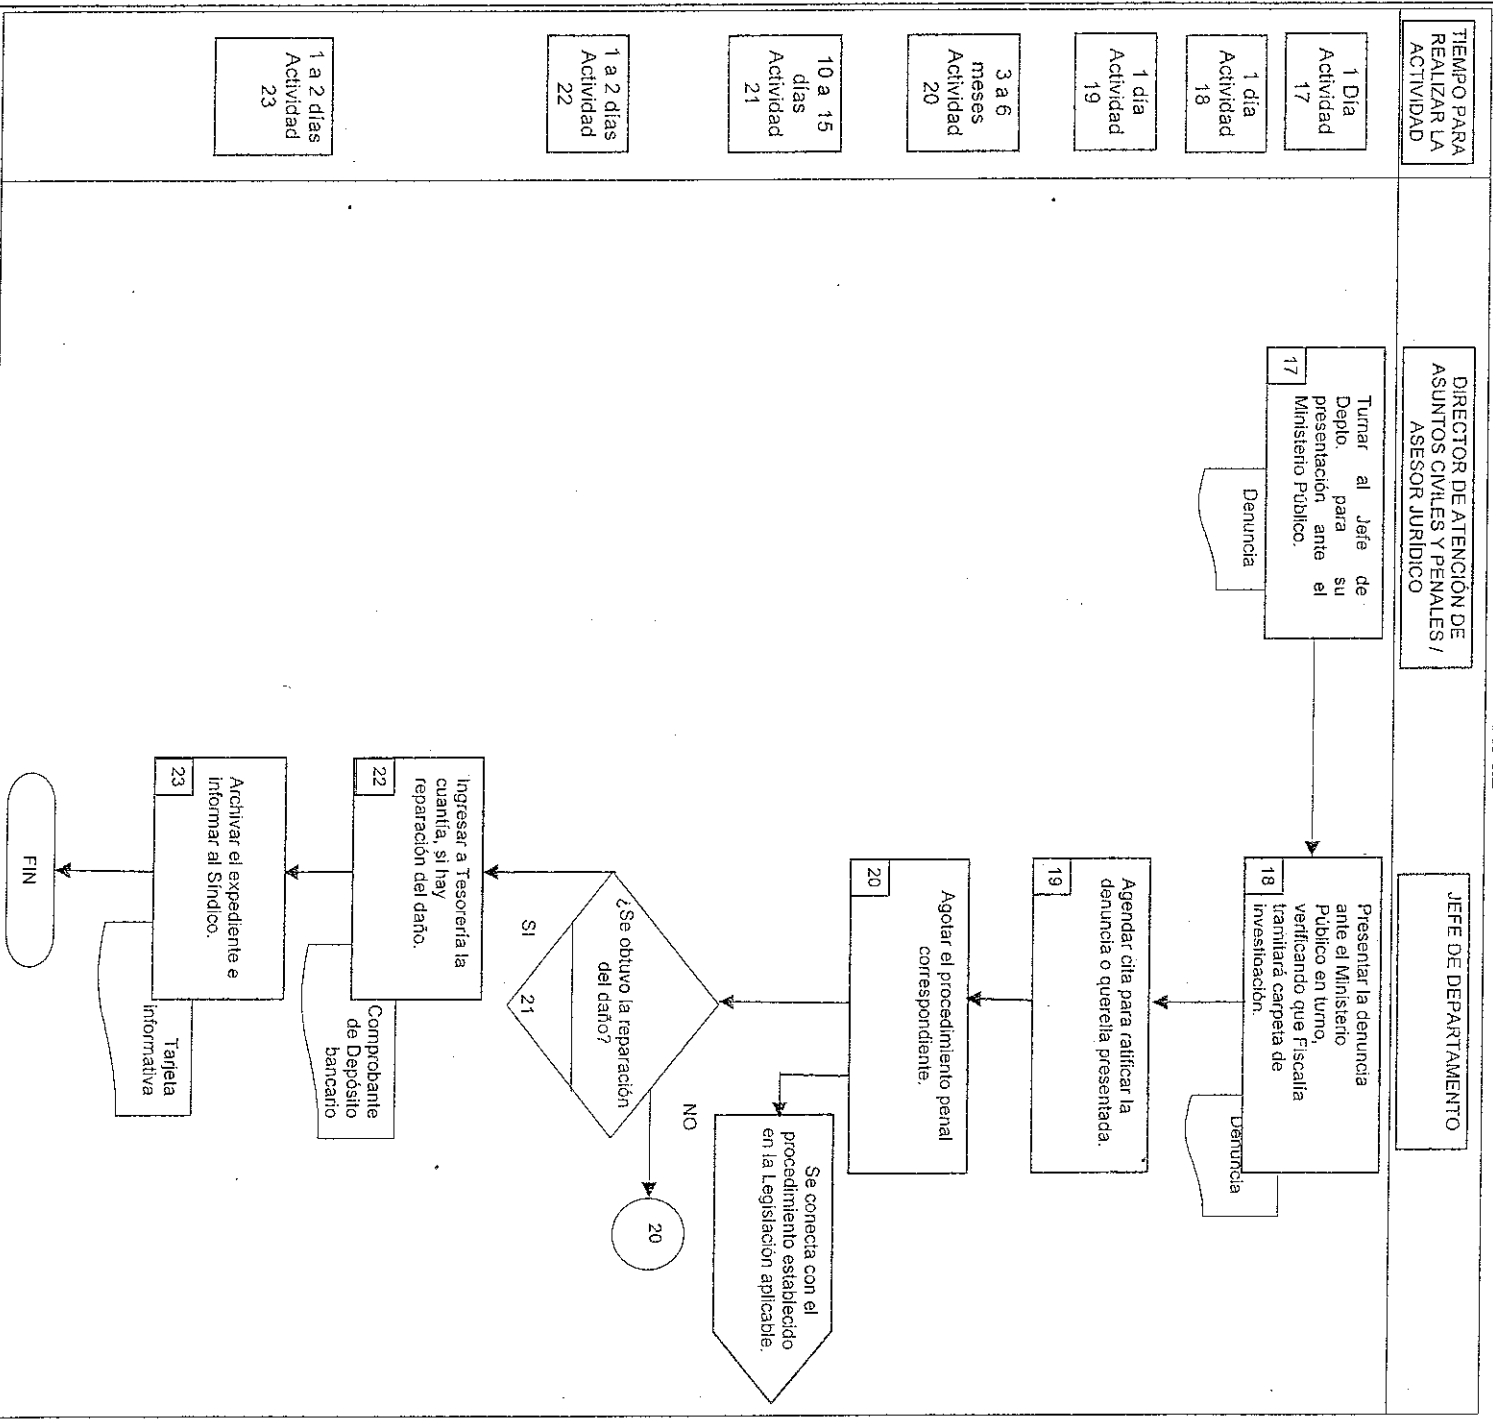 TIEMPO PARA
REALIZAR LA
ACTIVIDAD
DIRECTOR DE ATENCIÓN DE
ASUNTOS CIVILES Y PENALES /
ASESOR JURÍDICO
JEFE DE DEPARTAMENTO
1 Día
Actividad
17
1 día
Actividad
18
1 día
Actividad
19
3 a 6
meses
Actividad
20
10 a 15
días
Actividad
21
1 a 2 días
Actividad
22
1 a 2 días
Actividad
23
Turnar al Jefe de
Depto. para su
presentación ante el
Ministerio Público.
17
Denuncia
Presentar la denuncia
ante el Ministerio
Público en turno,
verificando que Fiscalía
tramitará carpeta de
investigación.
18
Denuncia
Agendar cita para ratificar la
denuncia o querella presentada.
19
Agotar el procedimiento penal
correspondiente.
20
Se conecta con el
procedimiento establecido
en la Legislación aplicable.
¿Se obtuvo la reparación
del daño?
21
NO
20
SI
Ingresar a Tesorería la
cuantía, si hay
reparación del daño.
22
Comprobante
de Depósito
bancario
Archivar el expediente e
informar al Síndico.
23
Tarjeta
informativa
FIN